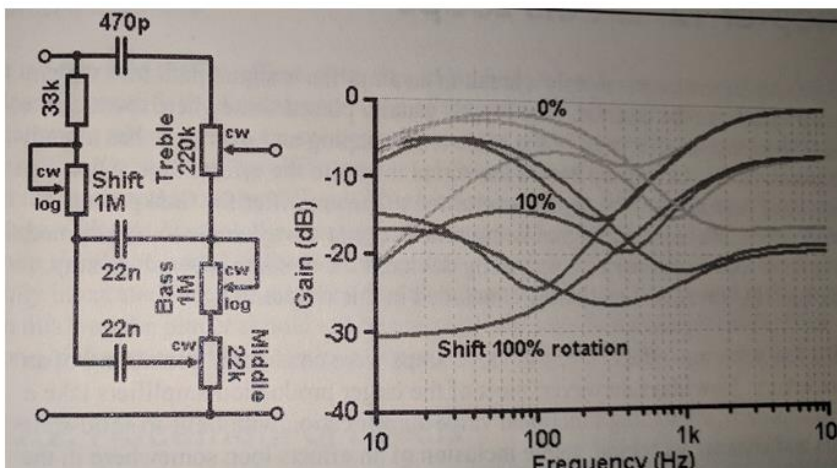 470p
33k
Treble
220k
cw
cw
Shift
1M
log
22n
cw
Bass
1M
log
22n
cw
Middle
22k
0
-10
-20
-30
-40
Gain (dB)
0%
10%
Shift 100% rotation
10
100
1k
10
Frequency (Hz)